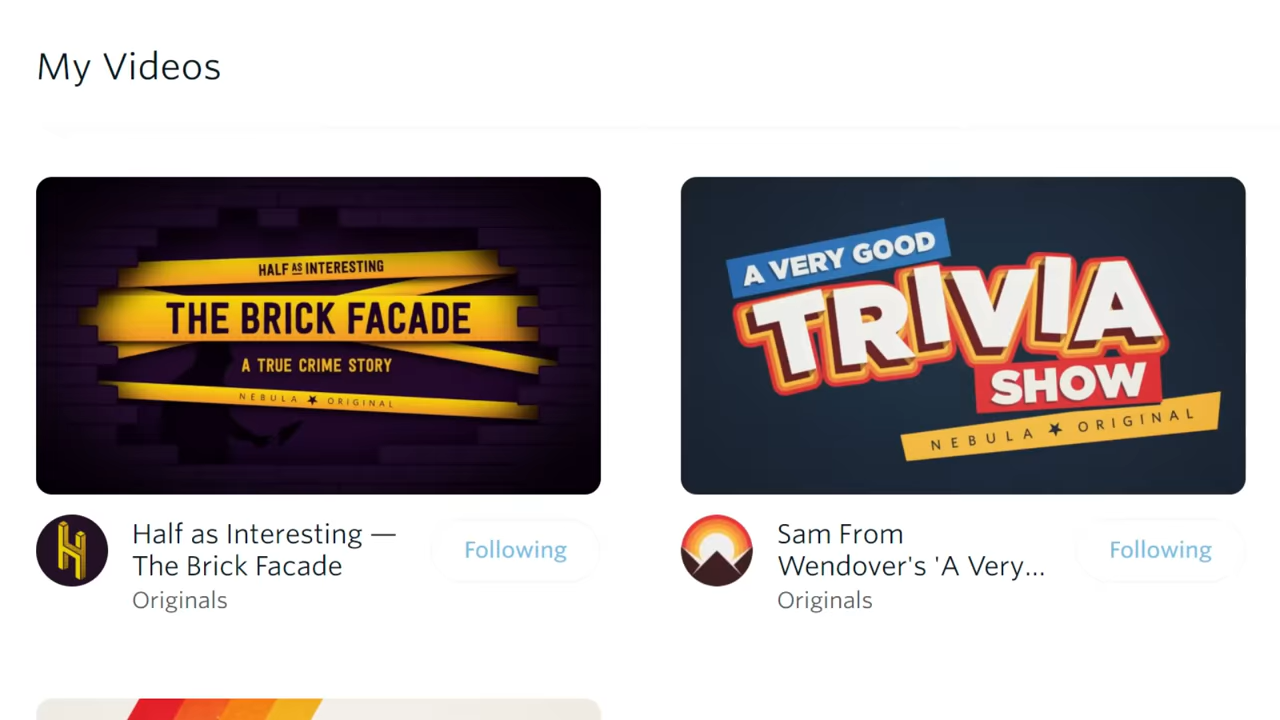 My Videos
HALF AS INTERESTING
THE BRICK FACADE
A TRUE CRIME STORY
NEBULA ★ ORIGINAL
A VERY GOOD
TRIVIA
SHOW
NEBULA ★ ORIGINAL
Half as Interesting —
The Brick Facade
Originals
Following
Sam From
Wendover's 'A Very...
Originals
Following